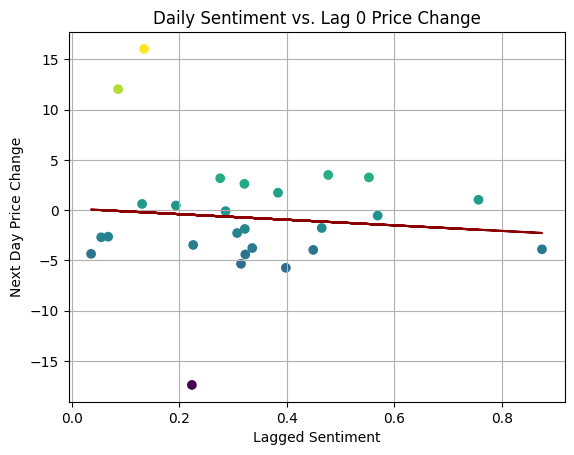 Daily Sentiment vs. Lag 0 Price Change
Next Day Price Change
15
10
5
0
−5
−10
−15
0.0 0.2 0.4 0.6 0.8
Lagged Sentiment